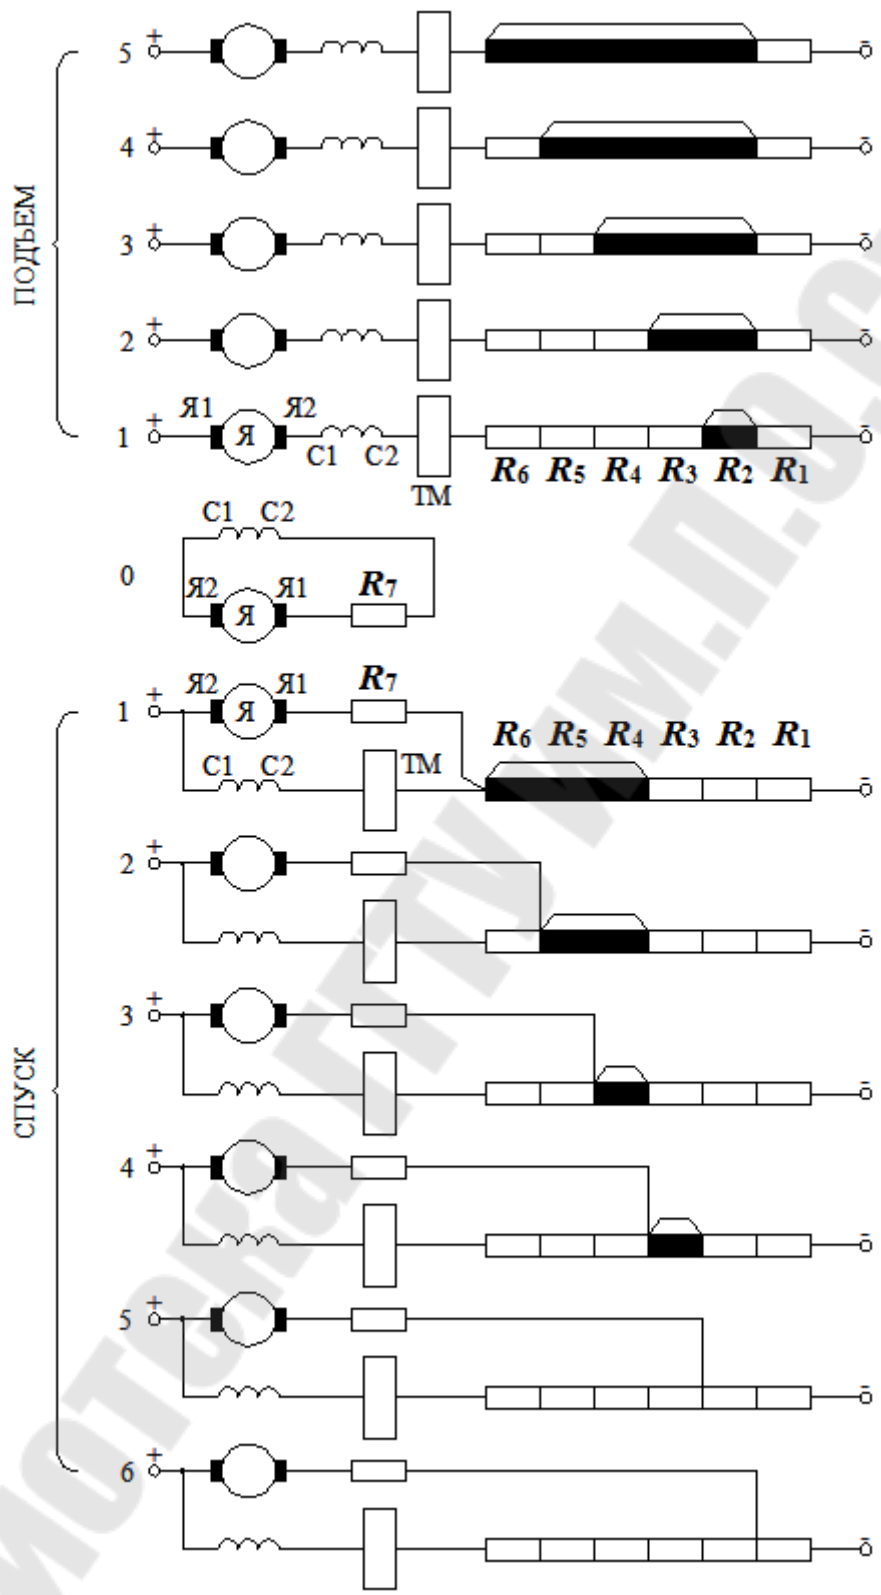 ПОДЪЕМ
5 + -
4 + -
3 + -
2 + -
1 + Я1 Я Я2 С1 С2 ТМ -
R6 R5 R4 R3 R2 R1
0
С1 С2
Я2 Я Я1 R7
СПУСК
1 + Я2 Я Я1 R7
С1 С2 ТМ
R6 R5 R4 R3 R2 R1 -
2 + -
3 + -
4 + -
5 + -
6 + -